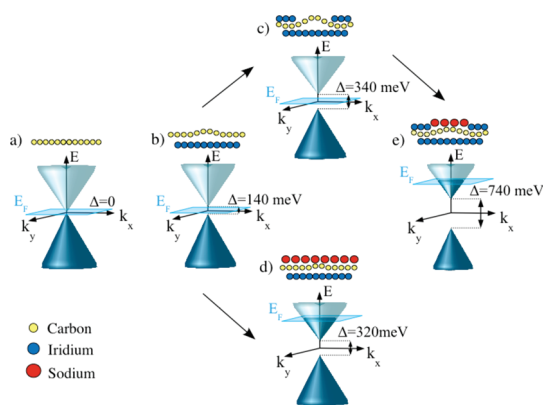 c)
E
Δ=340 meV
E_F
k_x
k_y
a)
E
E_F
Δ=0
k_x
k_y
b)
E
E_F
Δ=140 meV
k_x
k_y
e)
E
E_F
Δ=740 meV
k_x
k_y
d)
E
E_F
Δ=320meV
k_x
k_y
Carbon
Iridium
Sodium